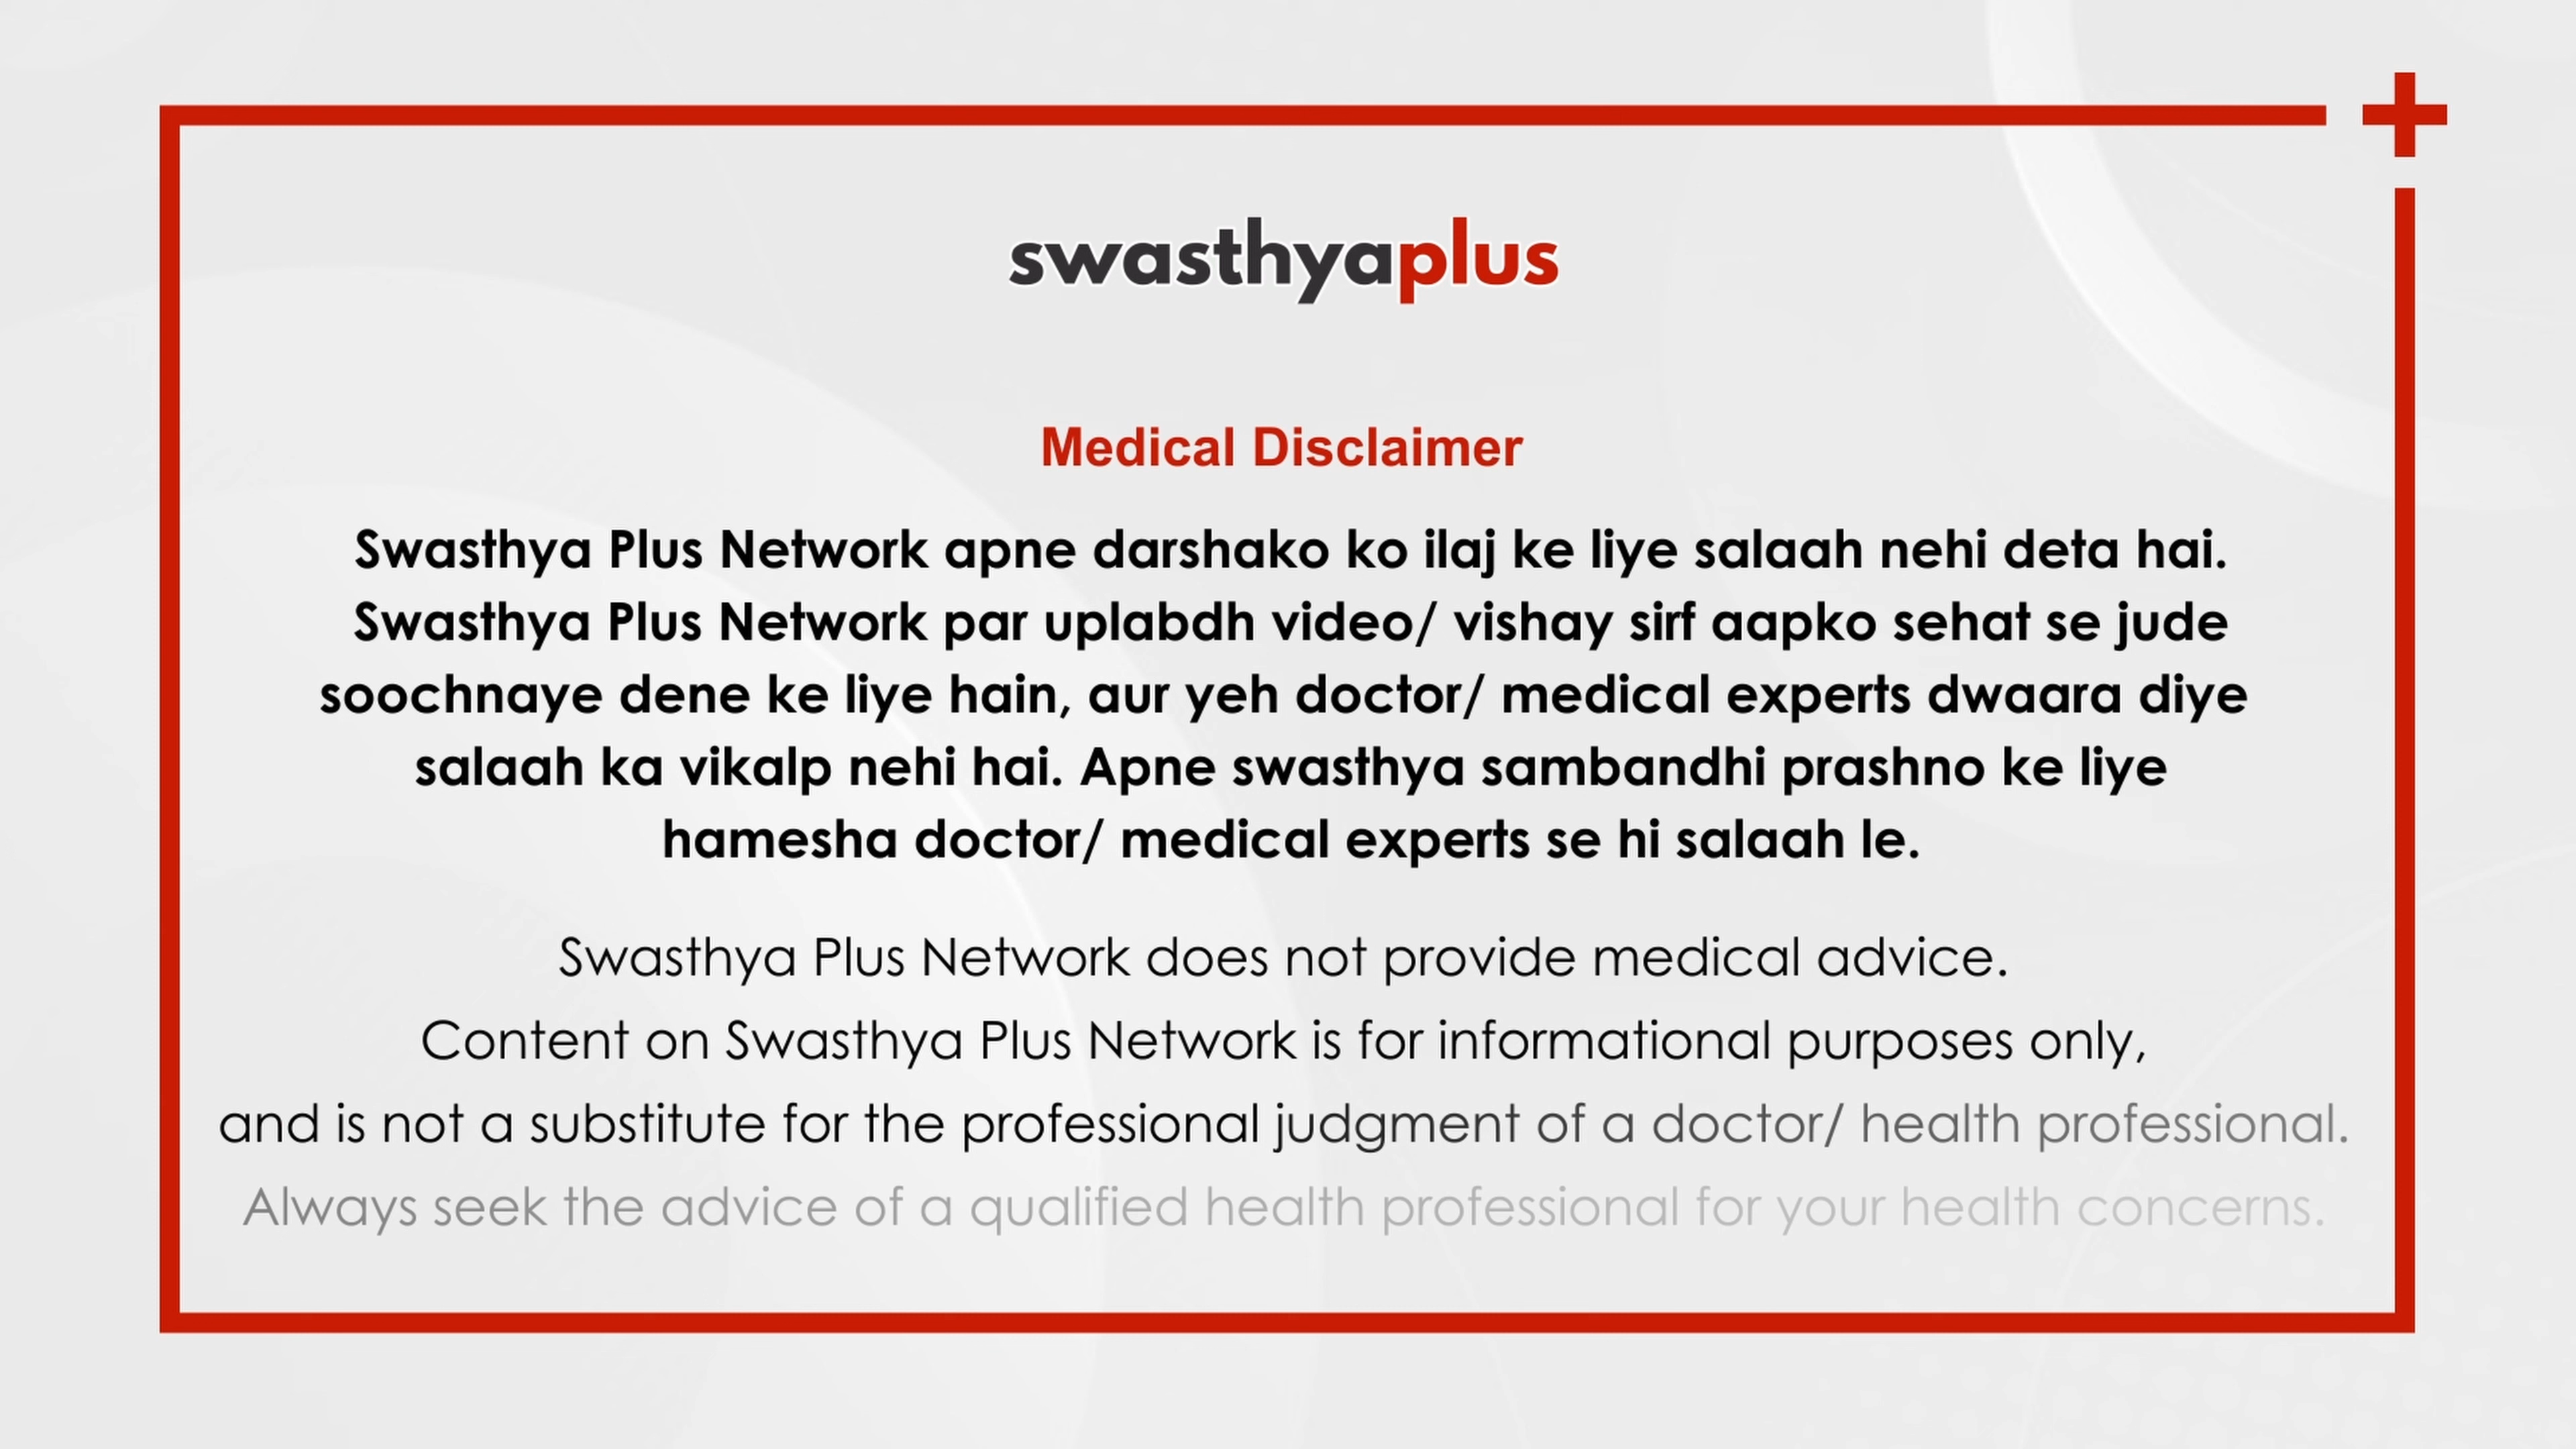 swasthyaplus
Medical Disclaimer
Swasthya Plus Network apne darshako ko ilaj ke liye salaah nehi deta hai.
Swasthya Plus Network par uplabdh video/ vishay sirf aapko sehat se jude
soochnaye dene ke liye hain, aur yeh doctor/ medical experts dwaara diye
salaah ka vikalp nehi hai. Apne swasthya sambandhi prashno ke liye
hamesha doctor/ medical experts se hi salaah le.
Swasthya Plus Network does not provide medical advice.
Content on Swasthya Plus Network is for informational purposes only,
and is not a substitute for the professional judgment of a doctor/ health professional.
Always seek the advice of a qualified health professional for your health concerns.